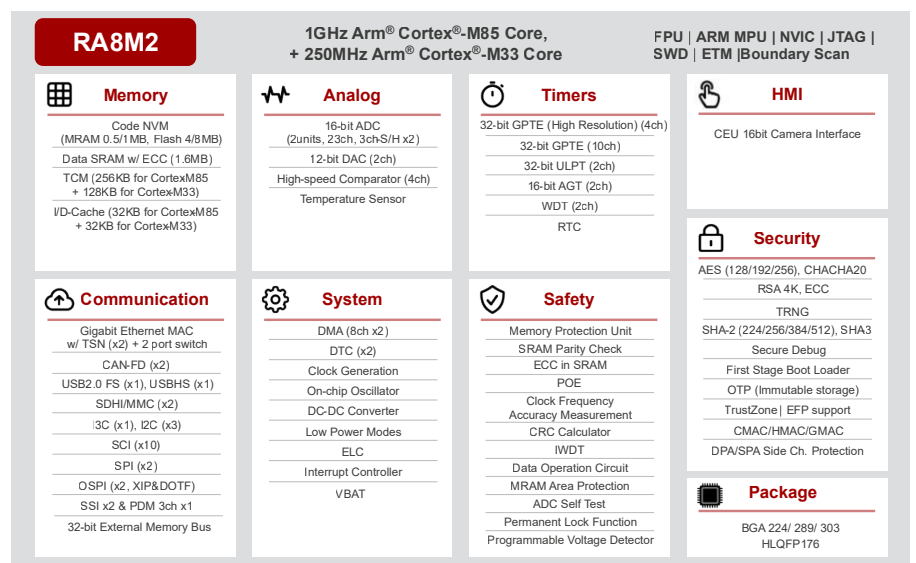 RA8M2
1GHz Arm® Cortex®-M85 Core,
+ 250MHz Arm® Cortex®-M33 Core
FPU | ARM MPU | NVIC | JTAG |
SWD | ETM |Boundary Scan
Memory
Code NVM
(MRAM 0.5/1MB, Flash 4/8MB)
Data SRAM w/ ECC (1.6MB)
TCM (256KB for Cortex-M85
+ 128KB for Cortex-M33)
I/D-Cache (32KB for Cortex-M85
+ 32KB for Cortex-M33)
Analog
16-bit ADC
(2units, 23ch, 3ch-S/H x2)
12-bit DAC (2ch)
High-speed Comparator (4ch)
Temperature Sensor
Timers
32-bit GPTE (High Resolution) (4ch)
32-bit GPTE (10ch)
32-bit ULPT (2ch)
16-bit AGT (2ch)
WDT (2ch)
RTC
HMI
CEU 16bit Camera Interface
Communication
Gigabit Ethernet MAC
w/ TSN (x2) + 2 port switch
CAN-FD (x2)
USB2.0 FS (x1), USBHS (x1)
SDHI/MMC (x2)
I3C (x1), I2C (x3)
SCI (x10)
SPI (x2)
OSPI (x2, XIP&DOTF)
SSI x2 & PDM 3ch x1
32-bit External Memory Bus
System
DMA (8ch x2)
DTC (x2)
Clock Generation
On-chip Oscillator
DC-DC Converter
Low Power Modes
ELC
Interrupt Controller
VBAT
Safety
Memory Protection Unit
SRAM Parity Check
ECC in SRAM
POE
Clock Frequency
Accuracy Measurement
CRC Calculator
IWDT
Data Operation Circuit
MRAM Area Protection
ADC Self Test
Permanent Lock Function
Programmable Voltage Detector
Security
AES (128/192/256), CHACHA20
RSA 4K, ECC
TRNG
SHA-2 (224/256/384/512), SHA3
Secure Debug
First Stage Boot Loader
OTP (Immutable storage)
TrustZone | EFP support
CMAC/HMAC/GMAC
DPA/SPA Side Ch. Protection
Package
BGA 224/ 289/ 303
HLQFP176